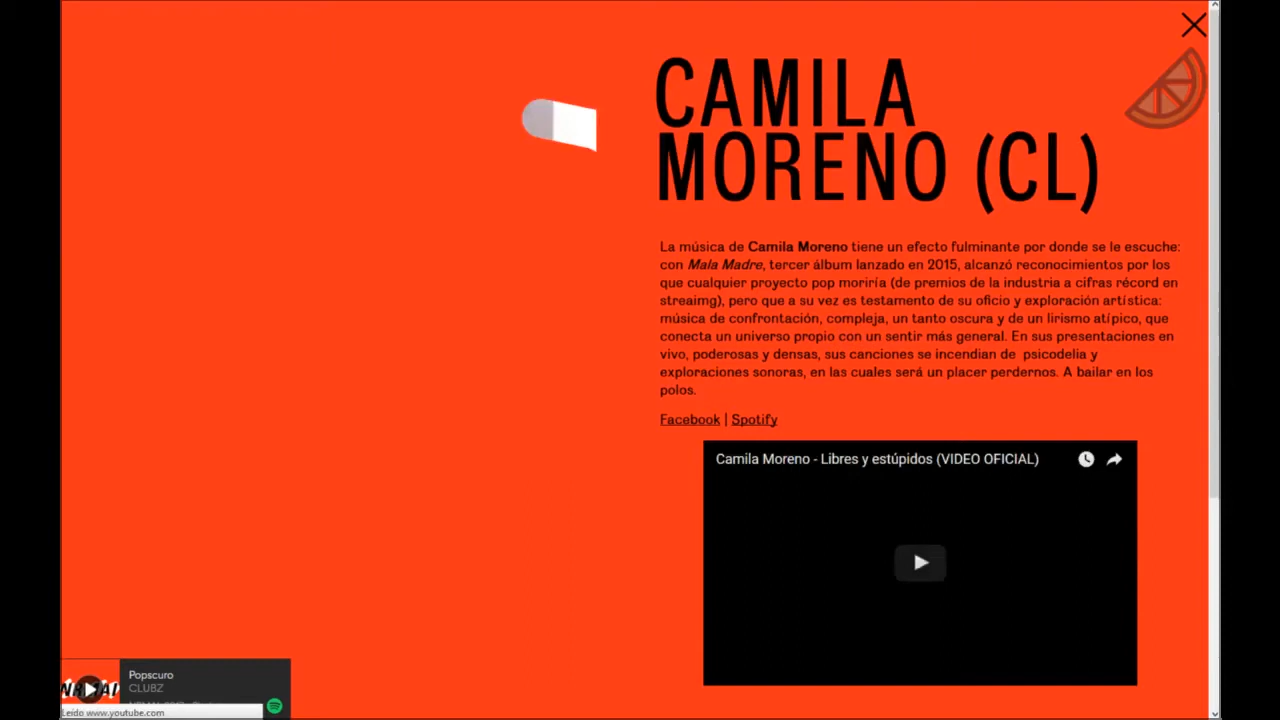 CAMILA
MORENO (CL)
La música de Camila Moreno tiene un efecto fulminante por donde se le escuche:
con Mala Madre, tercer álbum lanzado en 2015, alcanzó reconocimientos por los
que cualquier proyecto pop moriría (de premios de la industria a cifras récord en
streaimg), pero que a su vez es testamento de su oficio y exploración artística:
música de confrontación, compleja, un tanto oscura y de un lirismo atípico, que
conecta un universo propio con un sentir más general. En sus presentaciones en
vivo, poderosas y densas, sus canciones se incendian de psicodelia y
exploraciones sonoras, en las cuales será un placer perdernos. A bailar en los
polos.
Facebook | Spotify
Camila Moreno - Libres y estúpidos (VIDEO OFICIAL)
Popscuro
CLUBZ
Leído www.youtube.com